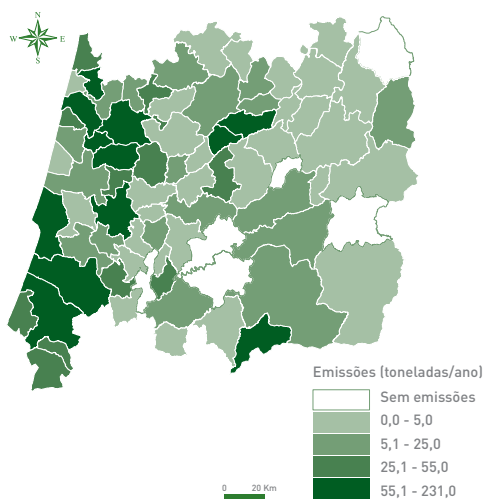 N
W E
S
Emissões (toneladas/ano)
Sem emissões
0,0 - 5,0
5,1 - 25,0
25,1 - 55,0
55,1 - 231,0
0 20 Km